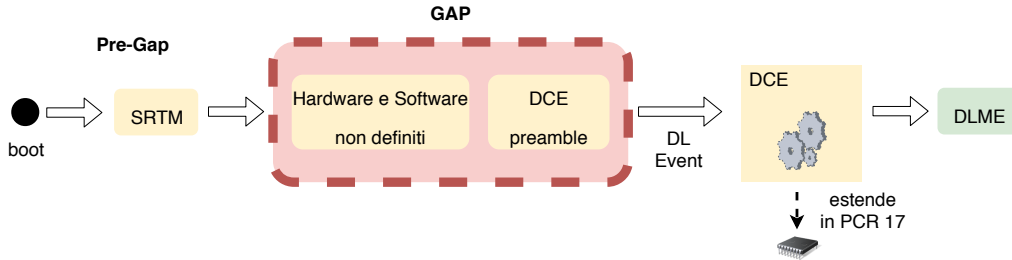 GAP
Pre-Gap
boot
SRTM
Hardware e Software
non definiti
DCE
preamble
DL
Event
DCE
DLME
estende
in PCR 17